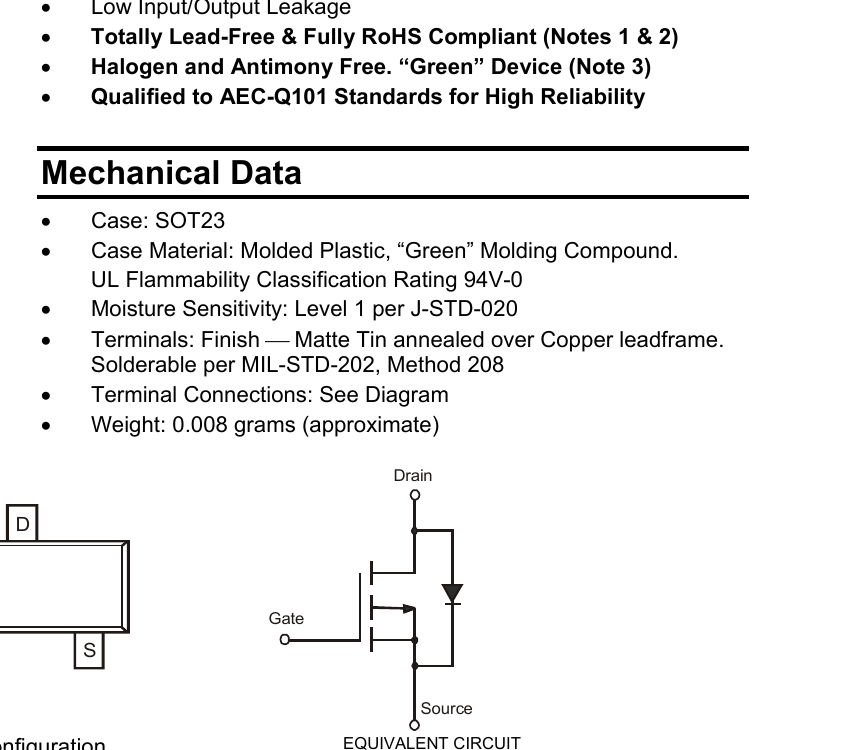 • Low Input/Output Leakage
• Totally Lead-Free & Fully RoHS Compliant (Notes 1 & 2)
• Halogen and Antimony Free. “Green” Device (Note 3)
• Qualified to AEC-Q101 Standards for High Reliability
Mechanical Data
• Case: SOT23
• Case Material: Molded Plastic, “Green” Molding Compound.
UL Flammability Classification Rating 94V-0
• Moisture Sensitivity: Level 1 per J-STD-020
• Terminals: Finish — Matte Tin annealed over Copper leadframe.
Solderable per MIL-STD-202, Method 208
• Terminal Connections: See Diagram
• Weight: 0.008 grams (approximate)
D
S
Drain
Gate
Source
EQUIVALENT CIRCUIT